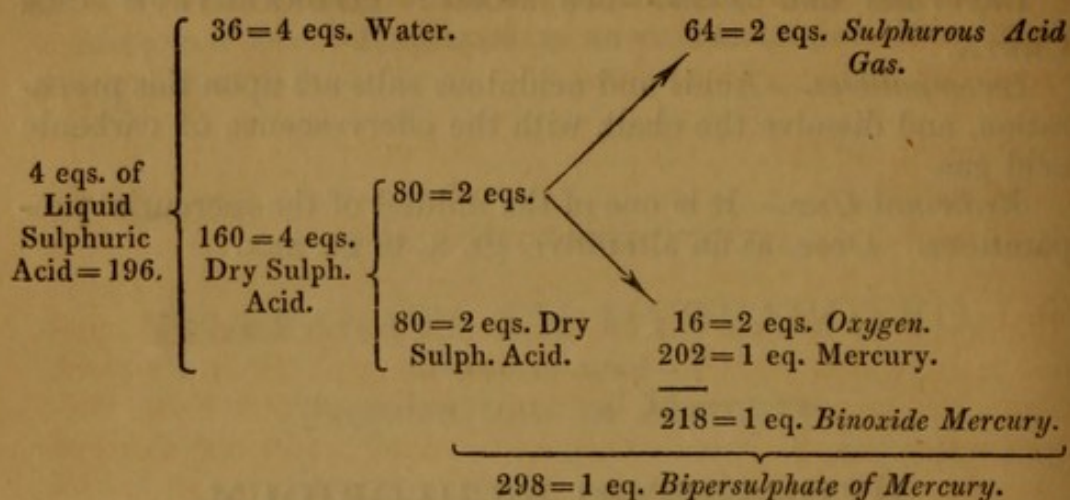 36=4 eqs. Water.
64=2 eqs. Sulphurous Acid
Gas.
4 eqs. of
Liquid
Sulphuric
Acid=196.
160=4 eqs.
Dry Sulph.
Acid.
80=2 eqs.
80=2 eqs. Dry
Sulph. Acid.
16=2 eqs. Oxygen.
202=1 eq. Mercury.
218=1 eq. Binoxide Mercury.
298=1 eq. Bipersulphate of Mercury.